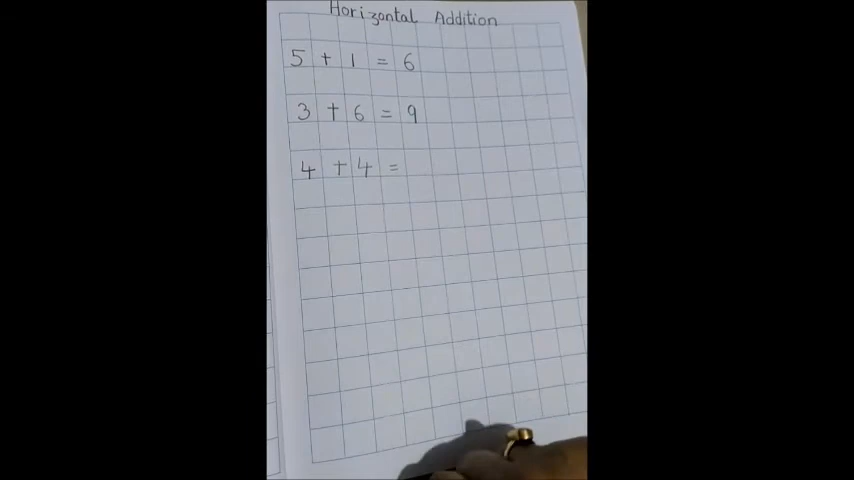 Horizontal Addition
5 + 1 = 6
3 + 6 = 9
4 + 4 =